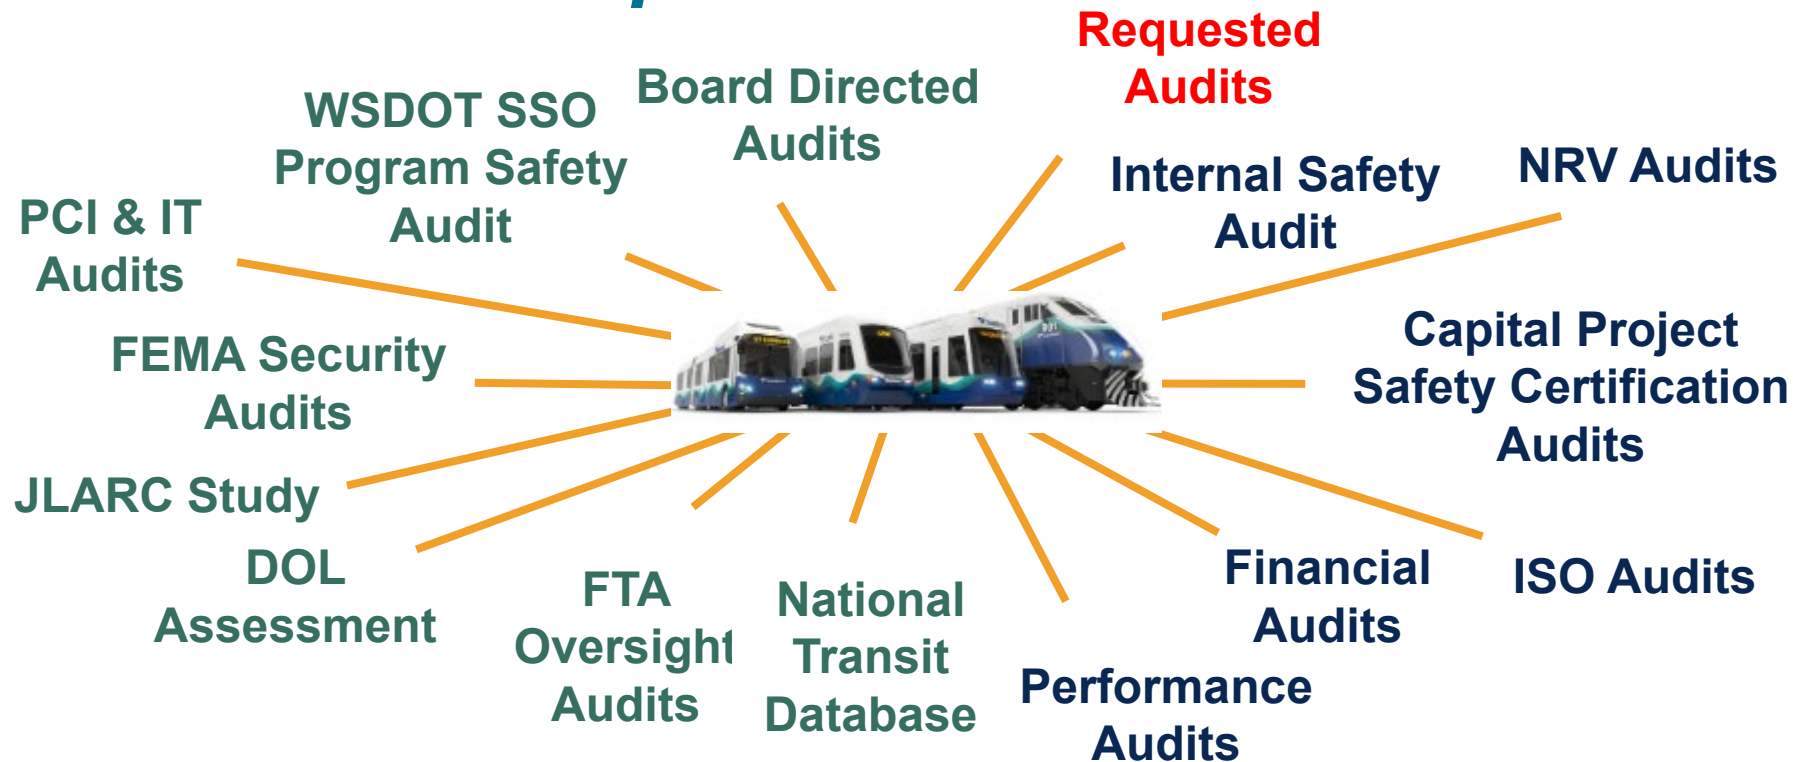 Requested
Audits
Board Directed
Audits
WSDOT SSO
Program Safety
Audit
Internal Safety
Audit
NRV Audits
PCI & IT
Audits
FEMA Security
Audits
Capital Project
Safety Certification
Audits
JLARC Study
DOL
Assessment
FTA
Oversight
Audits
National
Transit
Database
Performance
Audits
Financial
Audits
ISO Audits